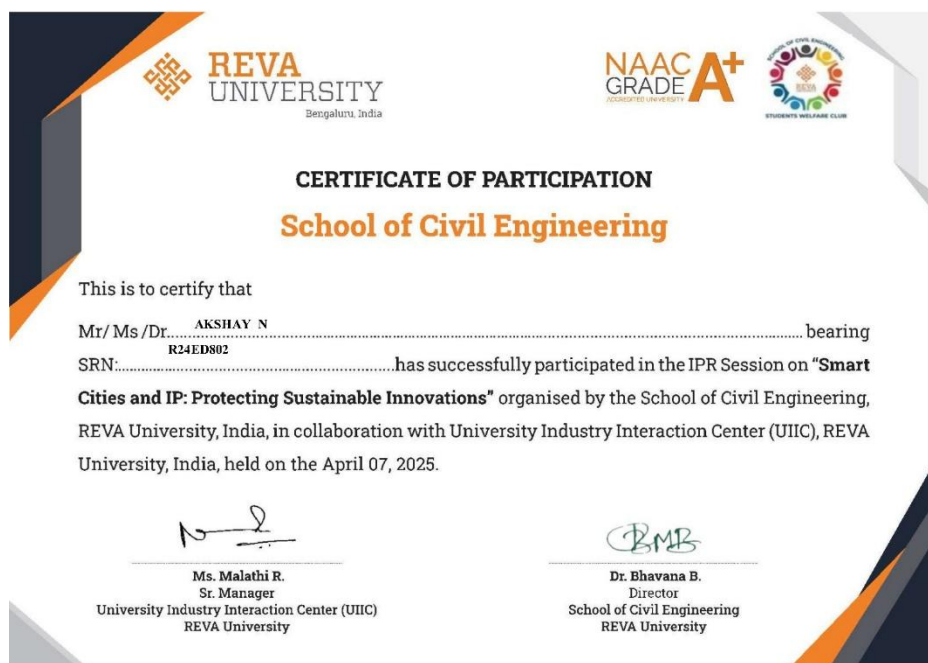 REVA
UNIVERSITY
Bengaluru, India
NAAC
GRADE A+
ACCREDITED UNIVERSITY
SCHOOL OF CIVIL ENGINEERING
REVA
STUDENTS WELFARE CLUB
CERTIFICATE OF PARTICIPATION
School of Civil Engineering
This is to certify that
Mr/ Ms /Dr. AKSHAY N bearing
SRN: R24ED802 has successfully participated in the IPR Session on "Smart
Cities and IP: Protecting Sustainable Innovations" organised by the School of Civil Engineering,
REVA University, India, in collaboration with University Industry Interaction Center (UIIC), REVA
University, India, held on the April 07, 2025.
BMB
Ms. Malathi R.
Sr. Manager
University Industry Interaction Center (UIIC)
REVA University
Dr. Bhavana B.
Director
School of Civil Engineering
REVA University